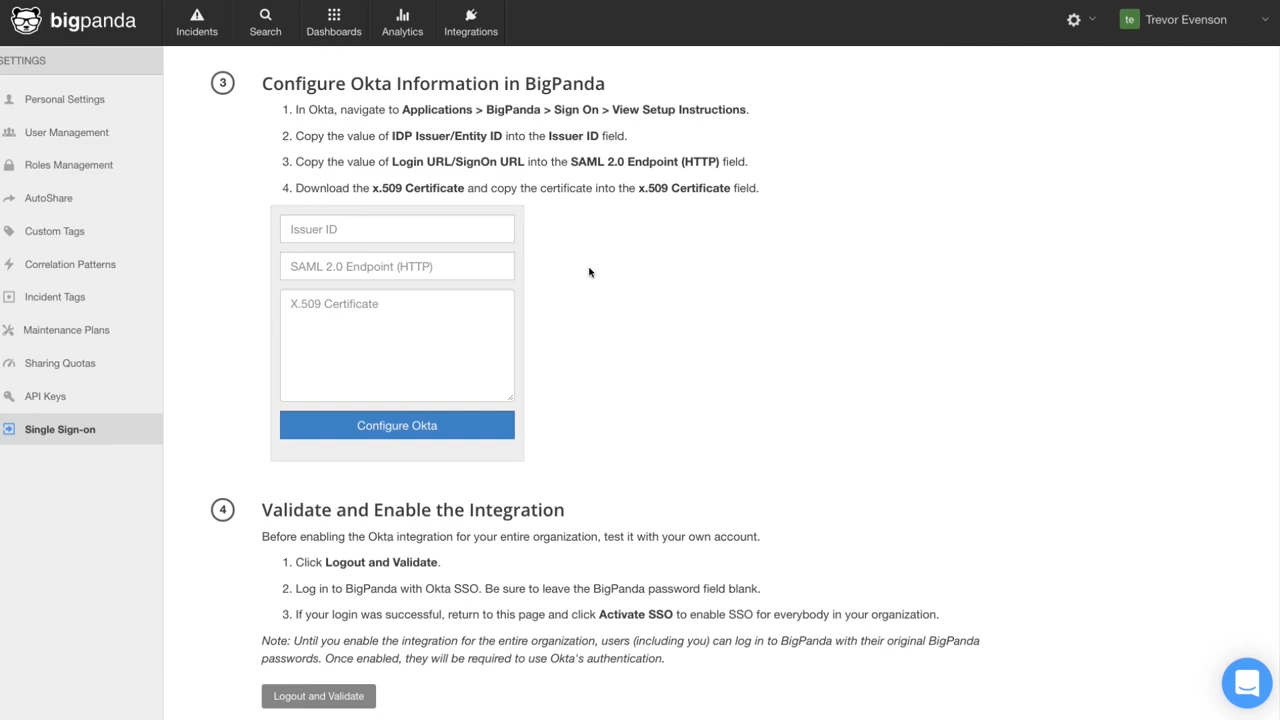 bigpanda
Incidents
Search
Dashboards
Analytics
Integrations
te
Trevor Evenson
SETTINGS
Personal Settings
User Management
Roles Management
AutoShare
Custom Tags
Correlation Patterns
Incident Tags
Maintenance Plans
Sharing Quotas
API Keys
Single Sign-on
3 Configure Okta Information in BigPanda
1. In Okta, navigate to Applications > BigPanda > Sign On > View Setup Instructions.
2. Copy the value of IDP Issuer/Entity ID into the Issuer ID field.
3. Copy the value of Login URL/SignOn URL into the SAML 2.0 Endpoint (HTTP) field.
4. Download the x.509 Certificate and copy the certificate into the x.509 Certificate field.
Issuer ID
SAML 2.0 Endpoint (HTTP)
X.509 Certificate
Configure Okta
4 Validate and Enable the Integration
Before enabling the Okta integration for your entire organization, test it with your own account.
1. Click Logout and Validate.
2. Log in to BigPanda with Okta SSO. Be sure to leave the BigPanda password field blank.
3. If your login was successful, return to this page and click Activate SSO to enable SSO for everybody in your organization.
Note: Until you enable the integration for the entire organization, users (including you) can log in to BigPanda with their original BigPanda
passwords. Once enabled, they will be required to use Okta's authentication.
Logout and Validate